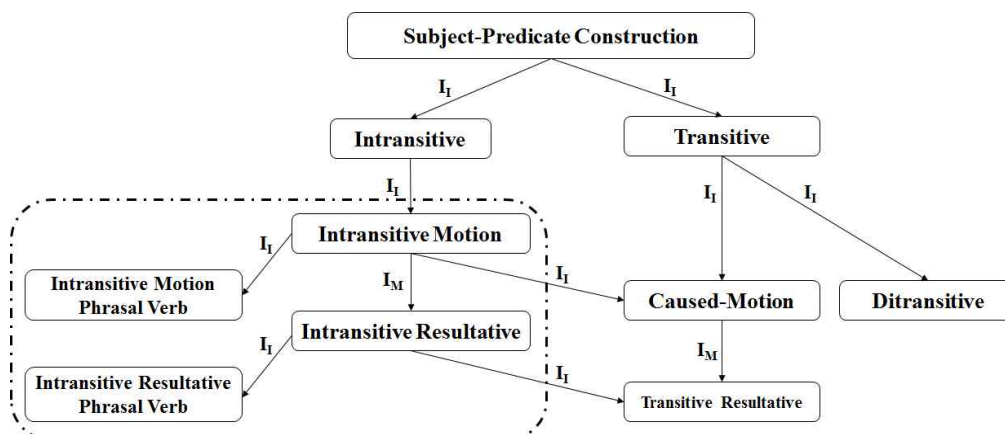 Subject-Predicate Construction
I_I
I_I
Intransitive
Transitive
I_I
I_I
I_I
Intransitive Motion
I_I
Intransitive Motion
Phrasal Verb
I_M
I_I
Caused-Motion
Ditransitive
Intransitive Resultative
I_I
I_M
Intransitive Resultative
Phrasal Verb
I_I
Transitive Resultative